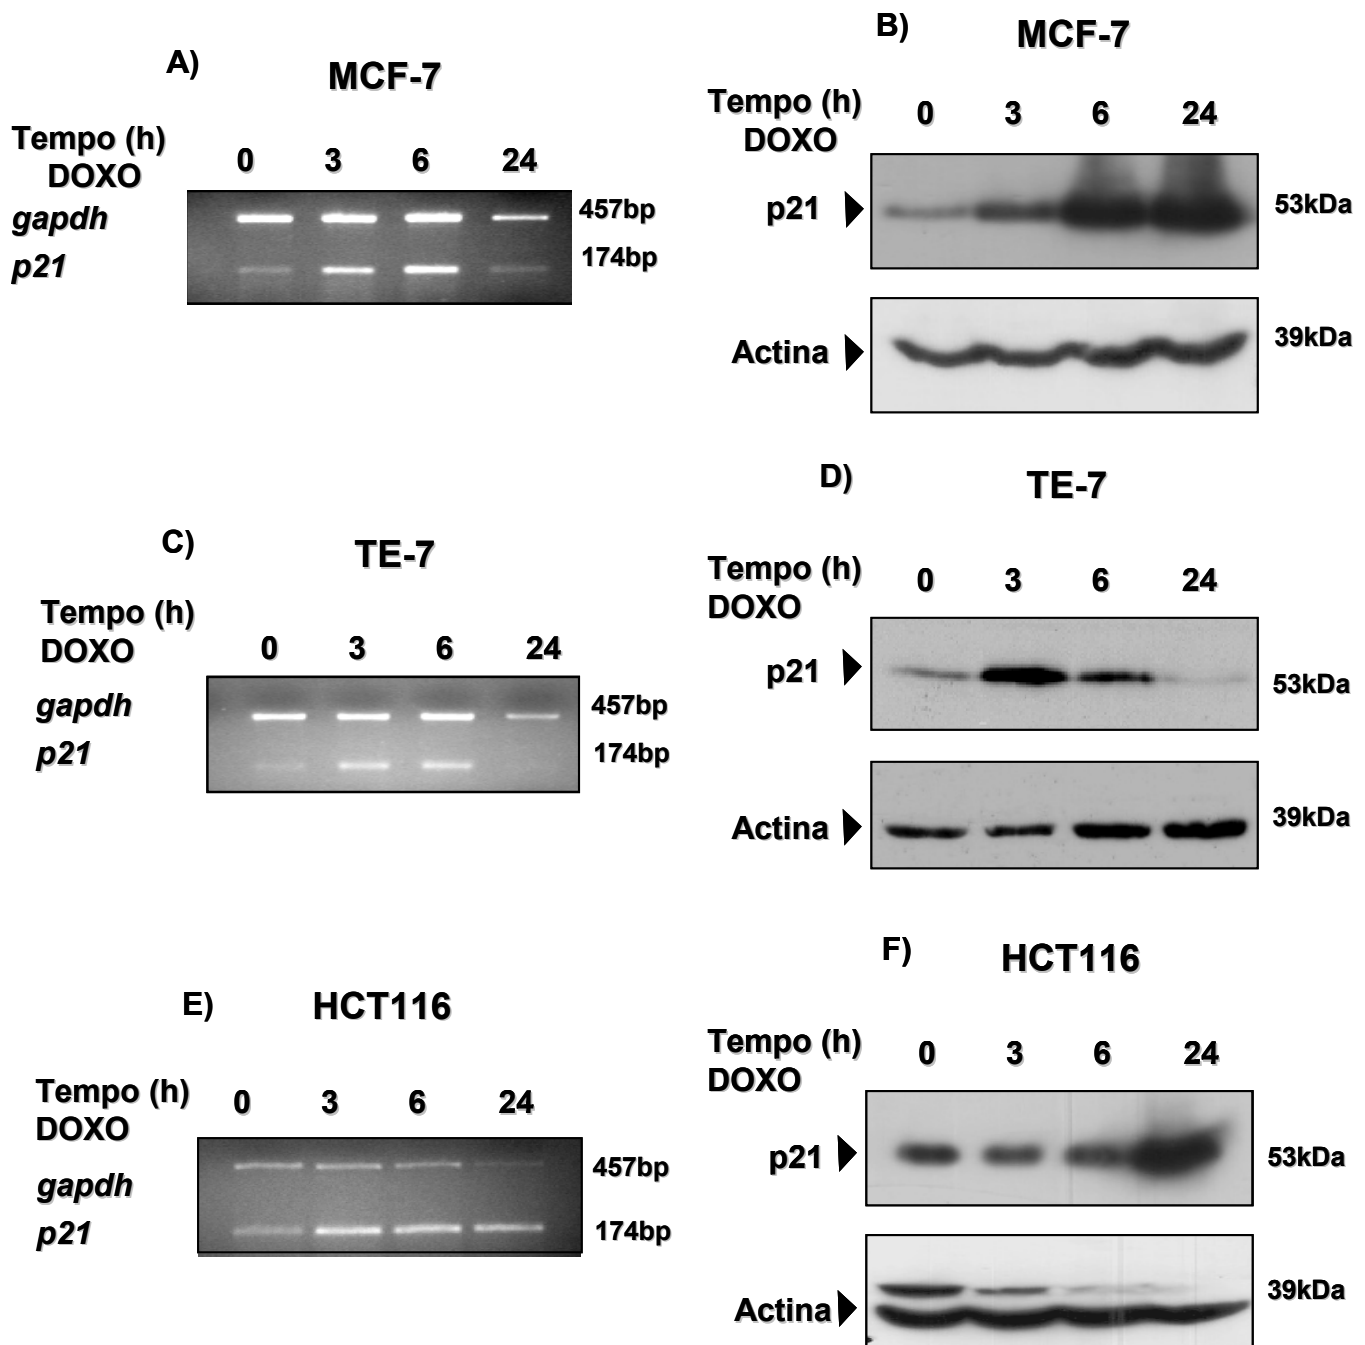 A)
MCF-7
Tempo (h) 0 3 6 24
DOXO
gapdh 457bp
p21 174bp
B)
MCF-7
Tempo (h) 0 3 6 24
DOXO
p21 53kDa
Actina 39kDa
C)
TE-7
Tempo (h)
DOXO 0 3 6 24
gapdh 457bp
p21 174bp
D)
TE-7
Tempo (h) 0 3 6 24
DOXO
p21 53kDa
Actina 39kDa
E)
HCT116
Tempo (h) 0 3 6 24
DOXO
gapdh 457bp
p21 174bp
F)
HCT116
Tempo (h) 0 3 6 24
DOXO
p21 53kDa
Actina 39kDa